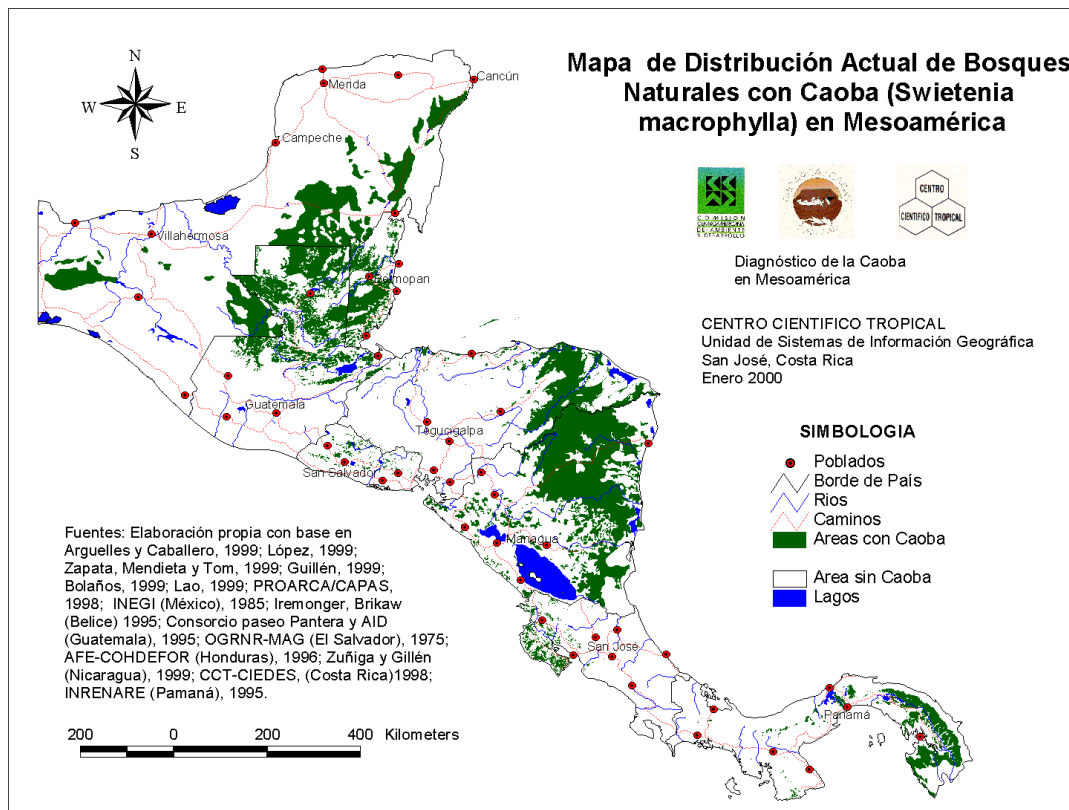 Mapa de Distribución Actual de Bosques
Naturales con Caoba (Swietenia
macrophylla) en Mesoamérica
N
W
E
S
Merida
Cancún
Campeche
Villahermosa
Belmopan
Guatemala
Tegucigalpa
San Salvador
Managua
San José
Panamá
COMISION
CENTROAMERICANA
DE AMBIENTE
Y DESARROLLO
CENTRO
CIENTIFICO
TROPICAL
Diagnóstico de la Caoba
en Mesoamérica
CENTRO CIENTIFICO TROPICAL
Unidad de Sistemas de Información Geográfica
San José, Costa Rica
Enero 2000
SIMBOLOGIA
Poblados
Borde de País
Rios
Caminos
Areas con Caoba
Area sin Caoba
Lagos
Fuentes: Elaboración propia con base en
Arguelles y Caballero, 1999; López, 1999;
Zapata, Mendieta y Tom, 1999; Guillén, 1999;
Bolaños, 1999; Lao, 1999; PROARCA/CAPAS,
1998; INEGI (México), 1985; Iremonger, Brikaw
(Belice) 1995; Consorcio paseo Pantera y AID
(Guatemala), 1995; OGRNR-MAG (El Salvador), 1975;
AFE-COHDEFOR (Honduras), 1996; Zuñiga y Gillén
(Nicaragua), 1999; CCT-CIEDES, (Costa Rica)1998;
INRENARE (Pamaná), 1995.
200 0 200 400 Kilometers